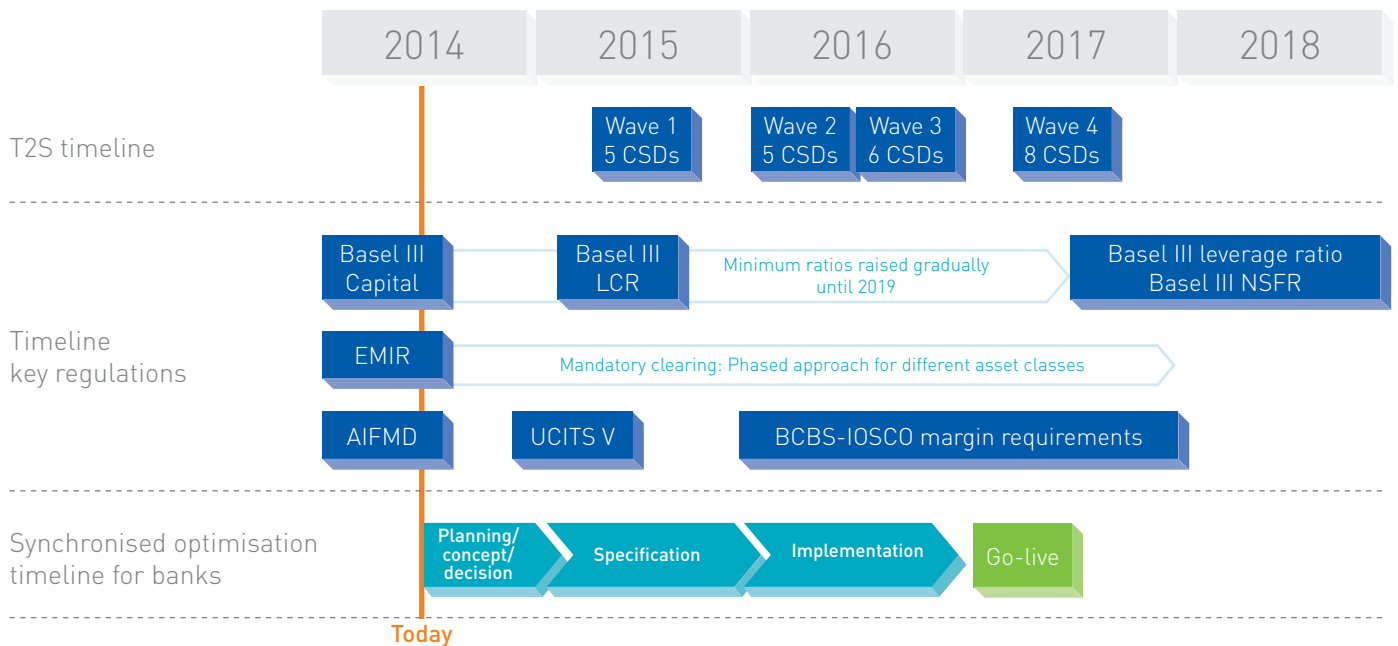 2014
2015
2016
2017
2018
T2S timeline
Wave 1
5 CSDs
Wave 2
5 CSDs
Wave 3
6 CSDs
Wave 4
8 CSDs
Timeline
key regulations
Basel III
Capital
Basel III
LCR
Minimum ratios raised gradually
until 2019
Basel III leverage ratio
Basel III NSFR
EMIR
Mandatory clearing: Phased approach for different asset classes
AIFMD
UCITS V
BCBS-IOSCO margin requirements
Synchronised optimisation
timeline for banks
Planning/
concept/
decision
Specification
Implementation
Go-live
Today